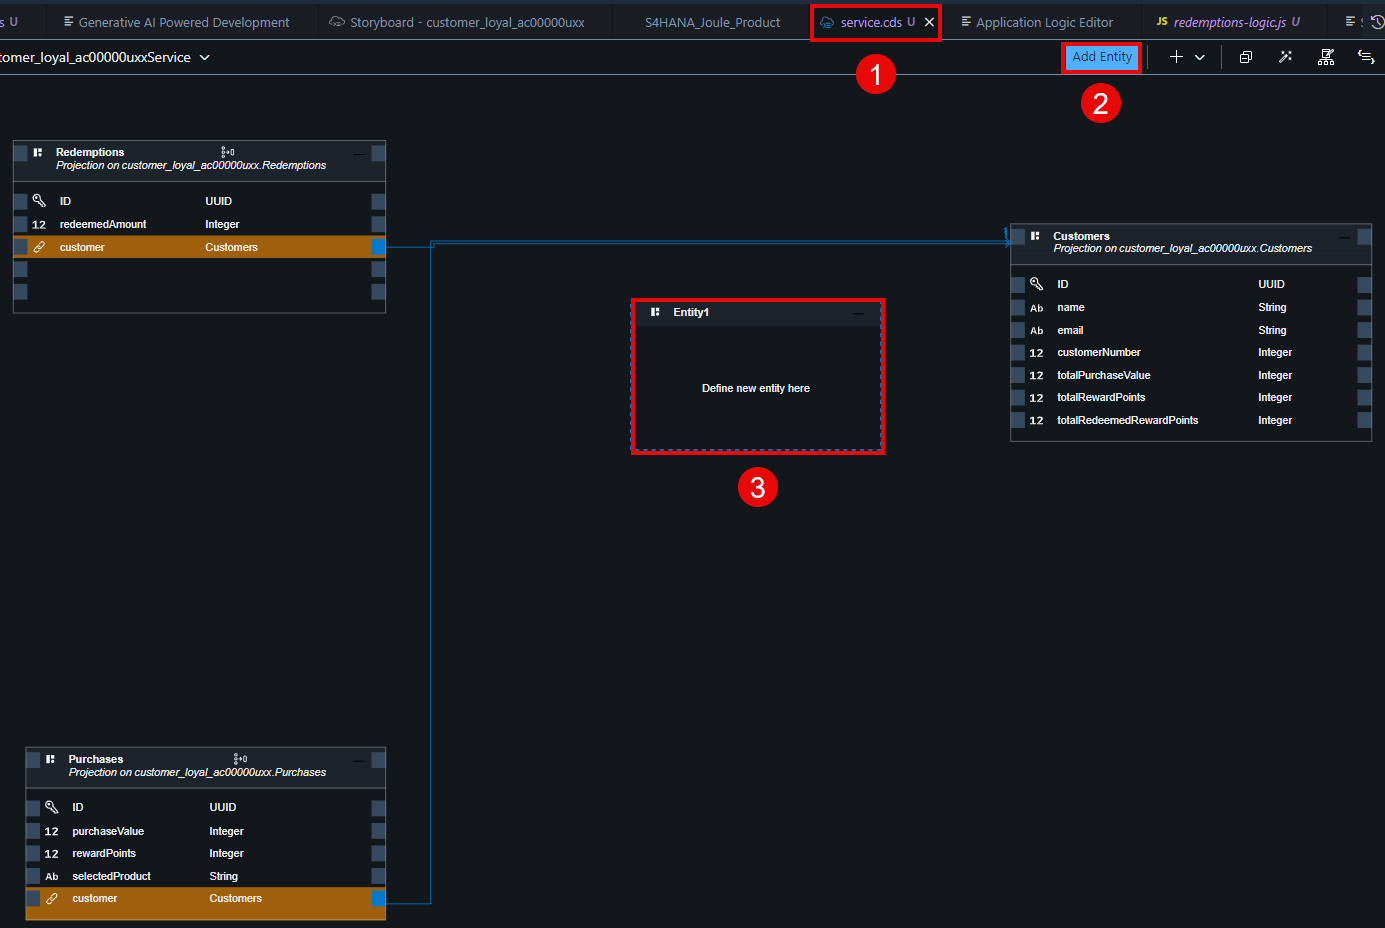 s U
Generative AI Powered Development
Storyboard - customer_loyal_ac00000uxx
S4HANA_Joule_Product
service.cds U
Application Logic Editor
JS redemptions-logic.js U
tomer_loyal_ac00000uxxService
Add Entity
1
2
Redemptions
Projection on customer_loyal_ac00000uxx.Redemptions
ID UUID
12 redeemedAmount Integer
customer Customers
1
Customers
Projection on customer_loyal_ac00000uxx.Customers
ID UUID
Ab name String
Ab email String
12 customerNumber Integer
12 totalPurchaseValue Integer
12 totalRewardPoints Integer
12 totalRedeemedRewardPoints Integer
Entity1
Define new entity here
3
Purchases
Projection on customer_loyal_ac00000uxx.Purchases
ID UUID
12 purchaseValue Integer
12 rewardPoints Integer
Ab selectedProduct String
customer Customers